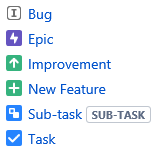 Bug
Epic
Improvement
New Feature
Sub-task SUB-TASK
Task